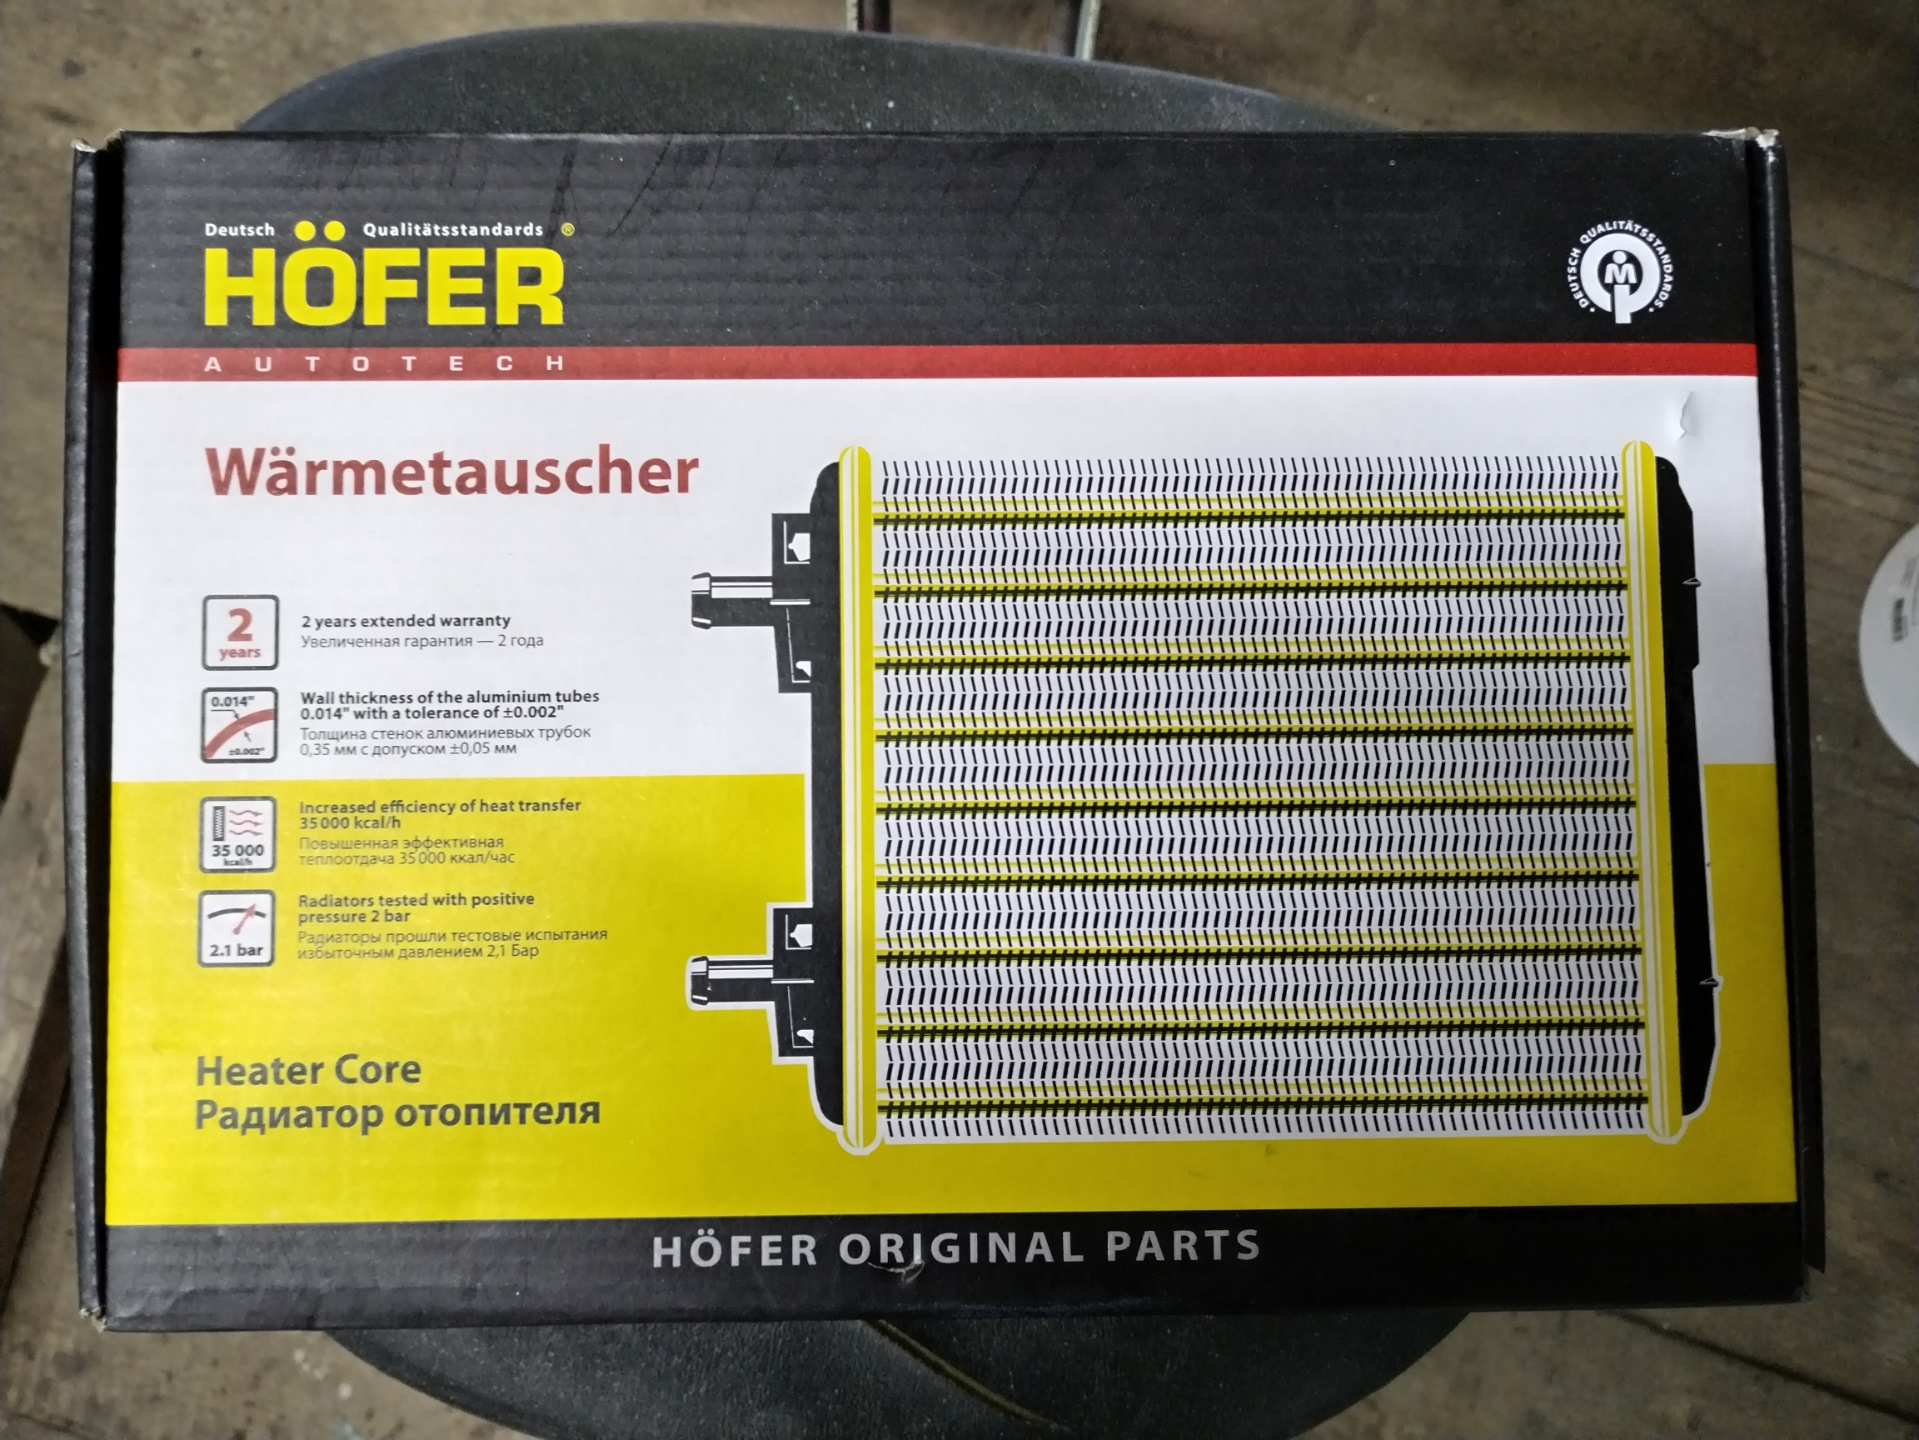 Deutsch Qualitätsstandards ®
HÖFER
AUTOTECH
• DEUTSCH QUALITÄTSSTANDARDS •
M
Wärmetauscher
2
years
2 years extended warranty
Увеличенная гарантия — 2 года
0.014"
±0.002"
Wall thickness of the aluminium tubes
0.014" with a tolerance of ±0.002"
Толщина стенок алюминиевых трубок
0,35 мм с допуском ±0,05 мм
35 000
kcal/h
Increased efficiency of heat transfer
35 000 kcal/h
Повышенная эффективная
теплоотдача 35 000 ккал/час
2.1 bar
Radiators tested with positive
pressure 2 bar
Радиаторы прошли тестовые испытания
избыточным давлением 2,1 Бар
Heater Core
Радиатор отопителя
HÖFER ORIGINAL PARTS